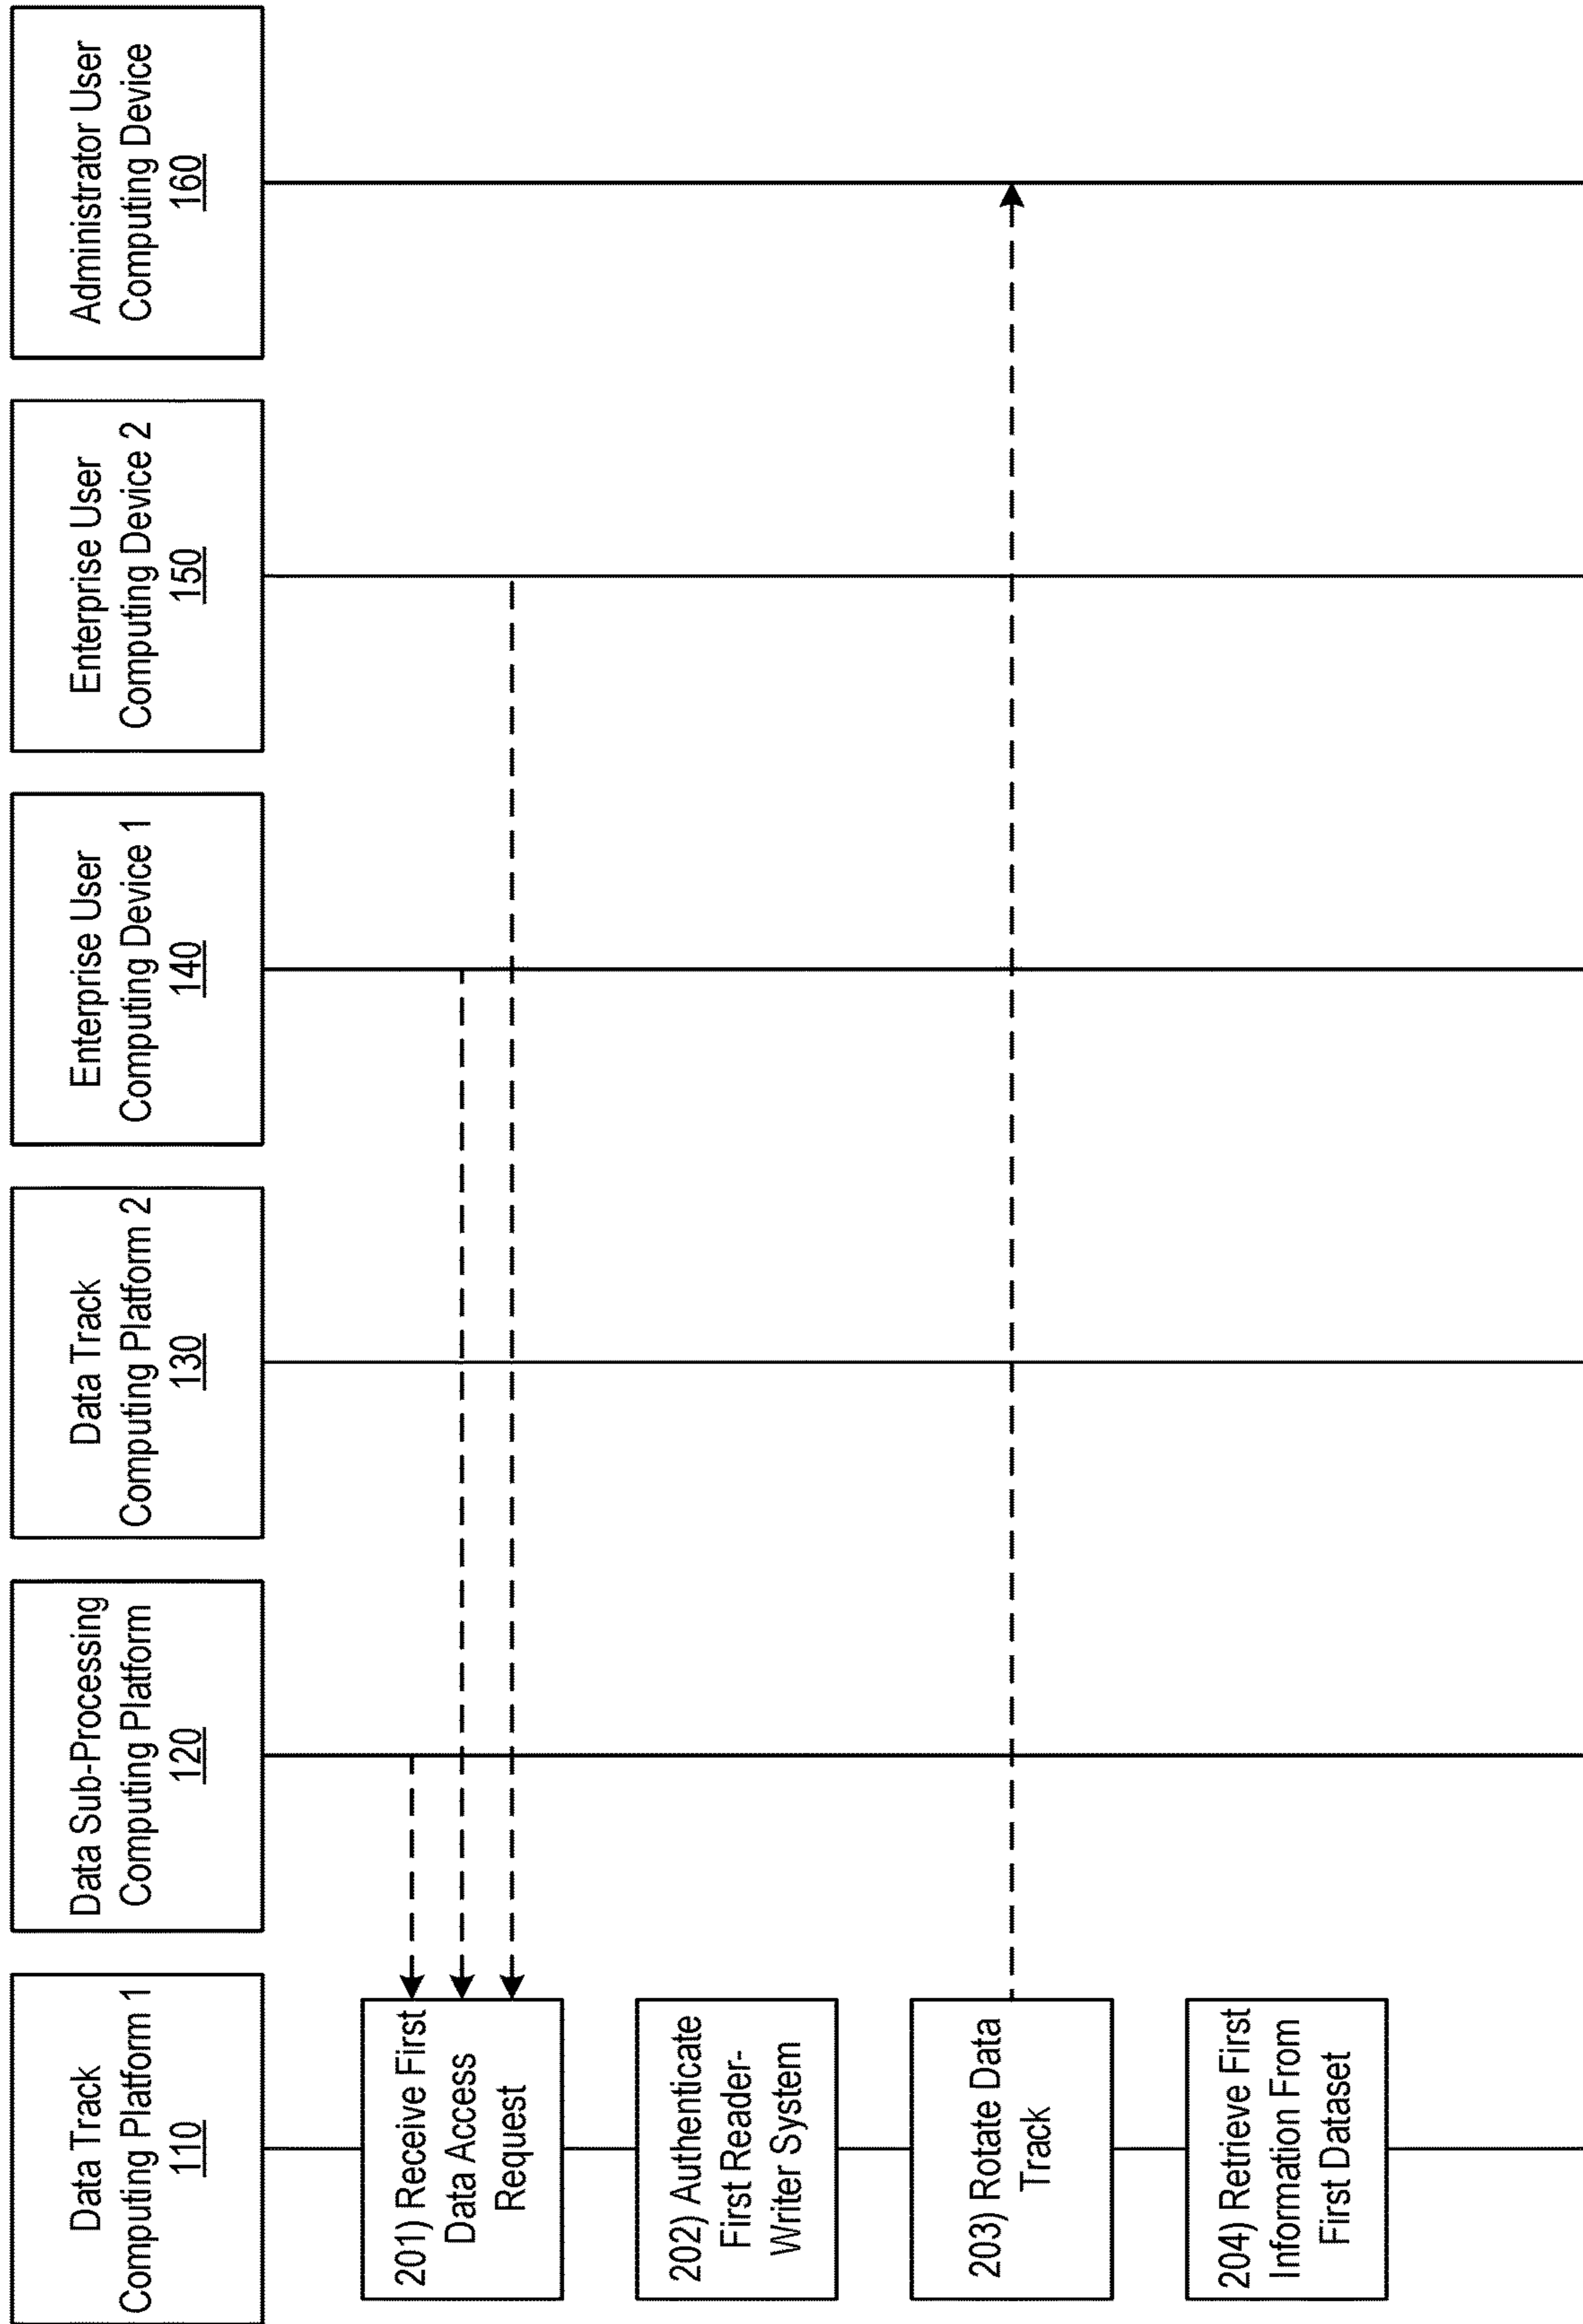 Data Track
Computing Platform 1
110
Data Sub-Processing
Computing Platform
120
Data Track
Computing Platform 2
130
Enterprise User
Computing Device 1
140
Enterprise User
Computing Device 2
150
Administrator User
Computing Device
160
201) Receive First
Data Access
Request
202) Authenticate
First Reader-
Writer System
203) Rotate Data
Track
204) Retrieve First
Information From
First Dataset